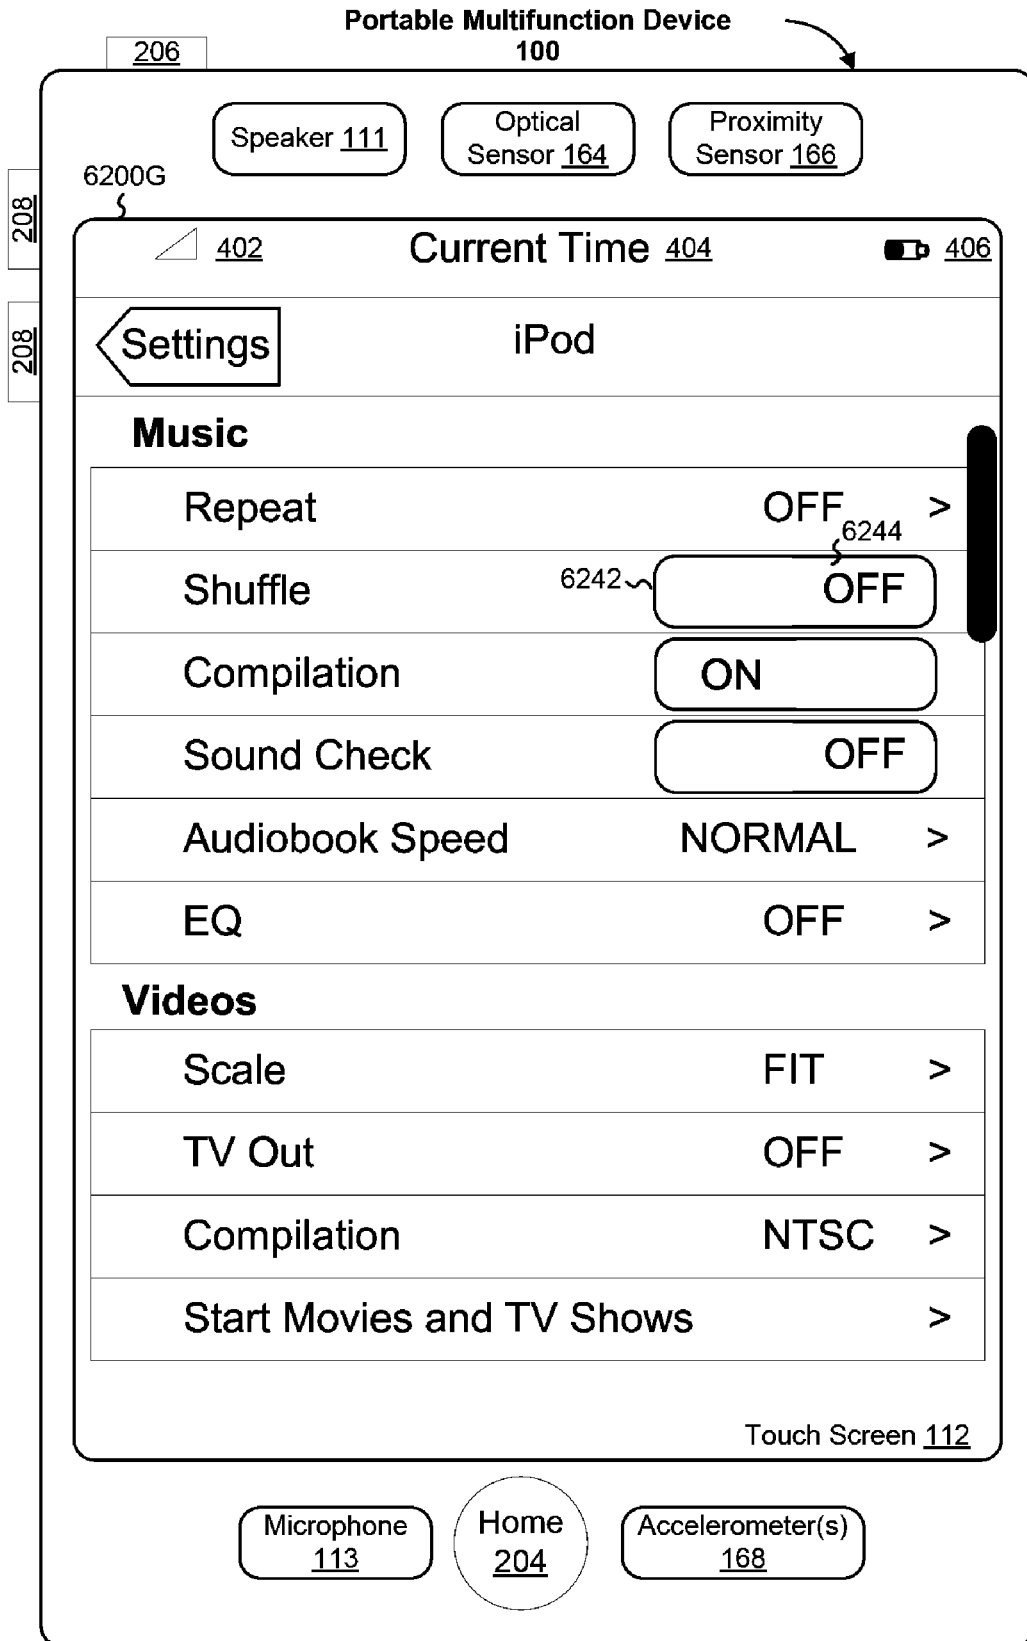 Portable Multifunction Device
100
206
Speaker 111
Optical
Sensor 164
Proximity
Sensor 166
6200G
208
208
402
Current Time 404
406
Settings
iPod
Music
Repeat OFF >
6244
Shuffle 6242 OFF
Compilation ON
Sound Check OFF
Audiobook Speed NORMAL >
EQ OFF >
Videos
Scale FIT >
TV Out OFF >
Compilation NTSC >
Start Movies and TV Shows >
Touch Screen 112
Microphone
113
Home
204
Accelerometer(s)
168